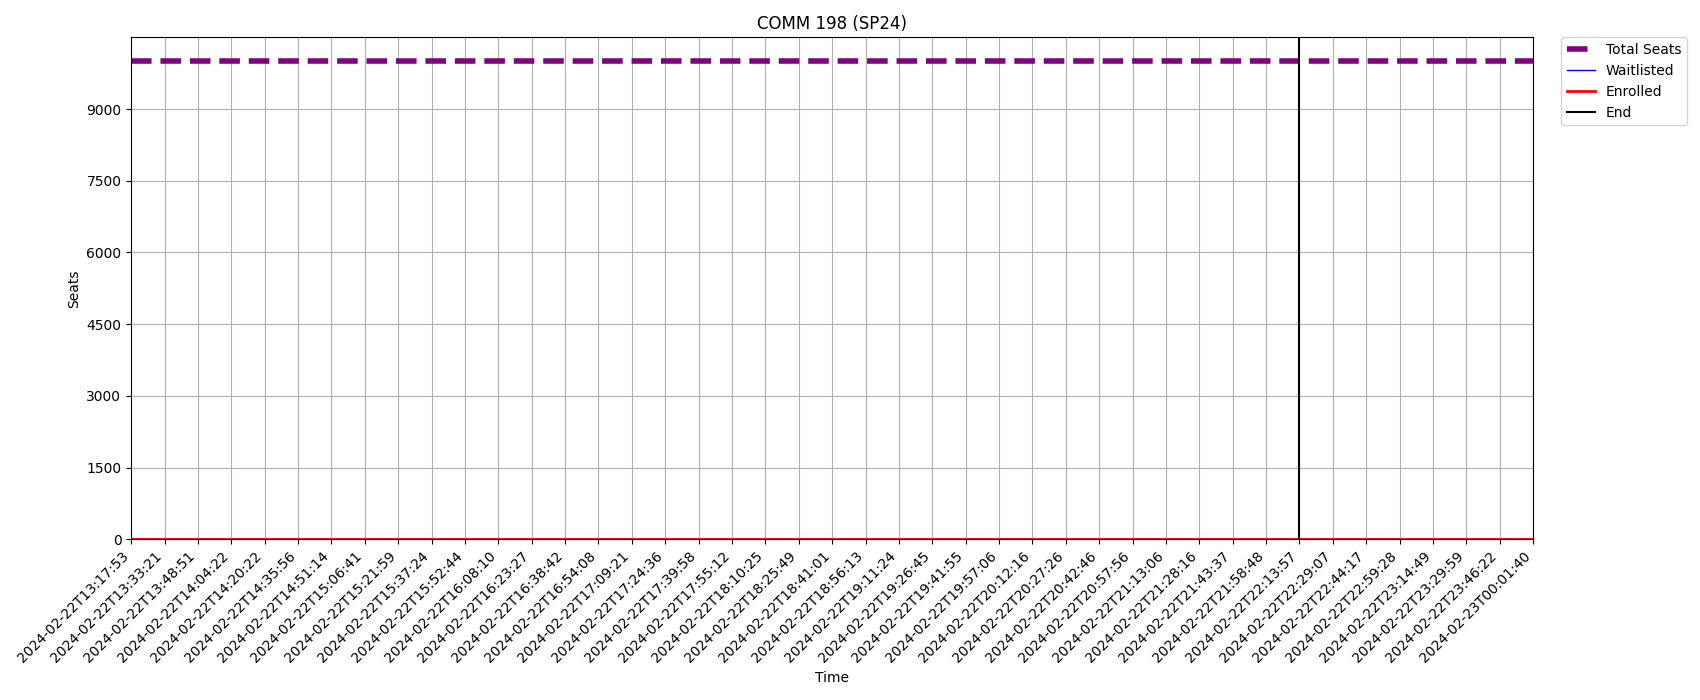 COMM 198 (SP24)
Total Seats
Waitlisted
Enrolled
End
Seats
9000
7500
6000
4500
3000
1500
0
2024-02-22T13:17:53
2024-02-22T13:33:21
2024-02-22T13:48:51
2024-02-22T14:04:22
2024-02-22T14:20:22
2024-02-22T14:35:56
2024-02-22T14:51:14
2024-02-22T15:06:41
2024-02-22T15:21:59
2024-02-22T15:37:24
2024-02-22T15:52:44
2024-02-22T16:08:10
2024-02-22T16:23:27
2024-02-22T16:38:42
2024-02-22T16:54:08
2024-02-22T17:09:21
2024-02-22T17:24:36
2024-02-22T17:39:58
2024-02-22T17:55:12
2024-02-22T18:10:25
2024-02-22T18:25:49
2024-02-22T18:41:01
2024-02-22T18:56:13
2024-02-22T19:11:24
2024-02-22T19:26:45
2024-02-22T19:41:55
2024-02-22T19:57:06
2024-02-22T20:12:16
2024-02-22T20:27:26
2024-02-22T20:42:46
2024-02-22T20:57:56
2024-02-22T21:13:06
2024-02-22T21:28:16
2024-02-22T21:43:37
2024-02-22T21:58:48
2024-02-22T22:13:57
2024-02-22T22:29:07
2024-02-22T22:44:17
2024-02-22T22:59:28
2024-02-22T23:14:49
2024-02-22T23:29:59
2024-02-22T23:46:22
2024-02-23T00:01:40
Time